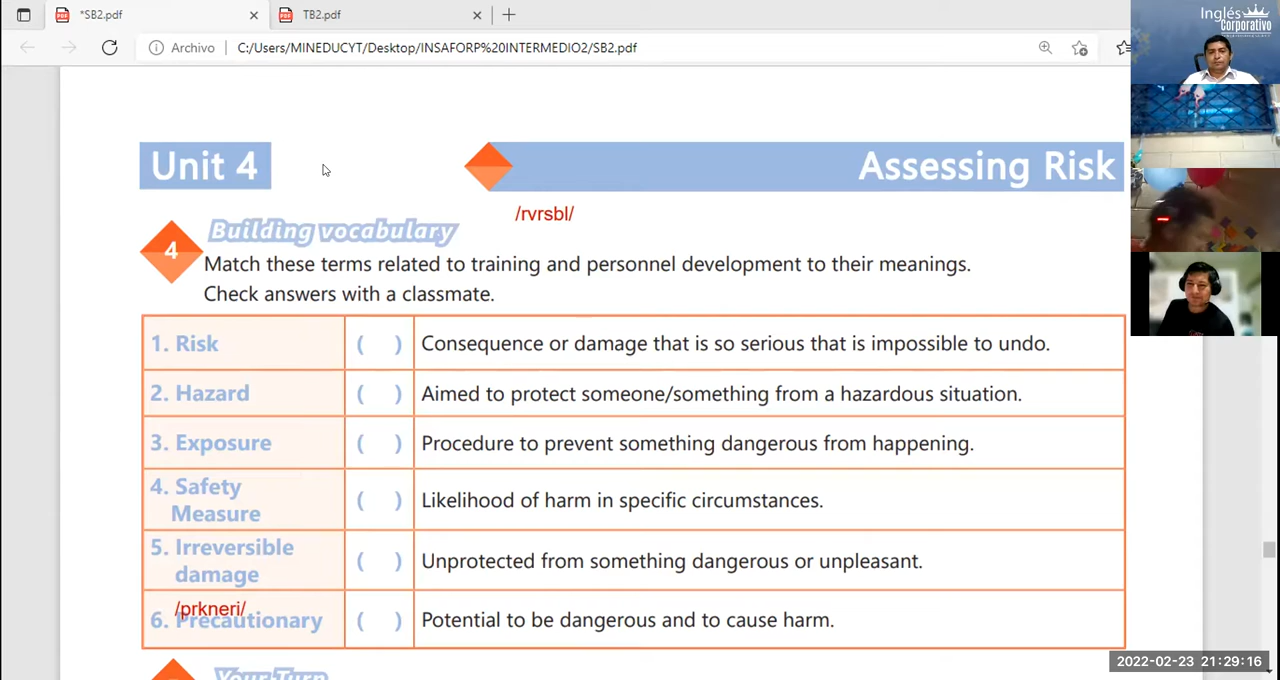 *SB2.pdf
TB2.pdf
Archivo
C:/Users/MINEDUCYT/Desktop/INSAFORP%20INTERMEDIO2/SB2.pdf
Inglés
Corporativo
Unit 4
Assessing Risk
/rvrsbl/
4
Building vocabulary
Match these terms related to training and personnel development to their meanings.
Check answers with a classmate.
1. Risk ( ) Consequence or damage that is so serious that is impossible to undo.
2. Hazard ( ) Aimed to protect someone/something from a hazardous situation.
3. Exposure ( ) Procedure to prevent something dangerous from happening.
4. Safety
Measure ( ) Likelihood of harm in specific circumstances.
5. Irreversible
damage ( ) Unprotected from something dangerous or unpleasant.
/prkneri/
6. Precautionary ( ) Potential to be dangerous and to cause harm.
Your Turn
2022-02-23 21:29:16